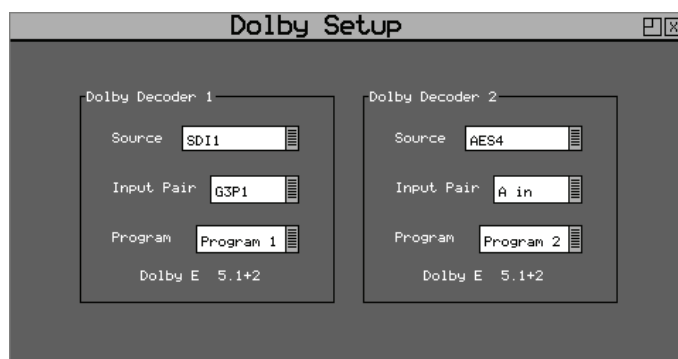 Dolby Setup
Dolby Decoder 1
Source SDI1
Input Pair G3P1
Program Program 1
Dolby E 5.1+2
Dolby Decoder 2
Source AES4
Input Pair A in
Program Program 2
Dolby E 5.1+2